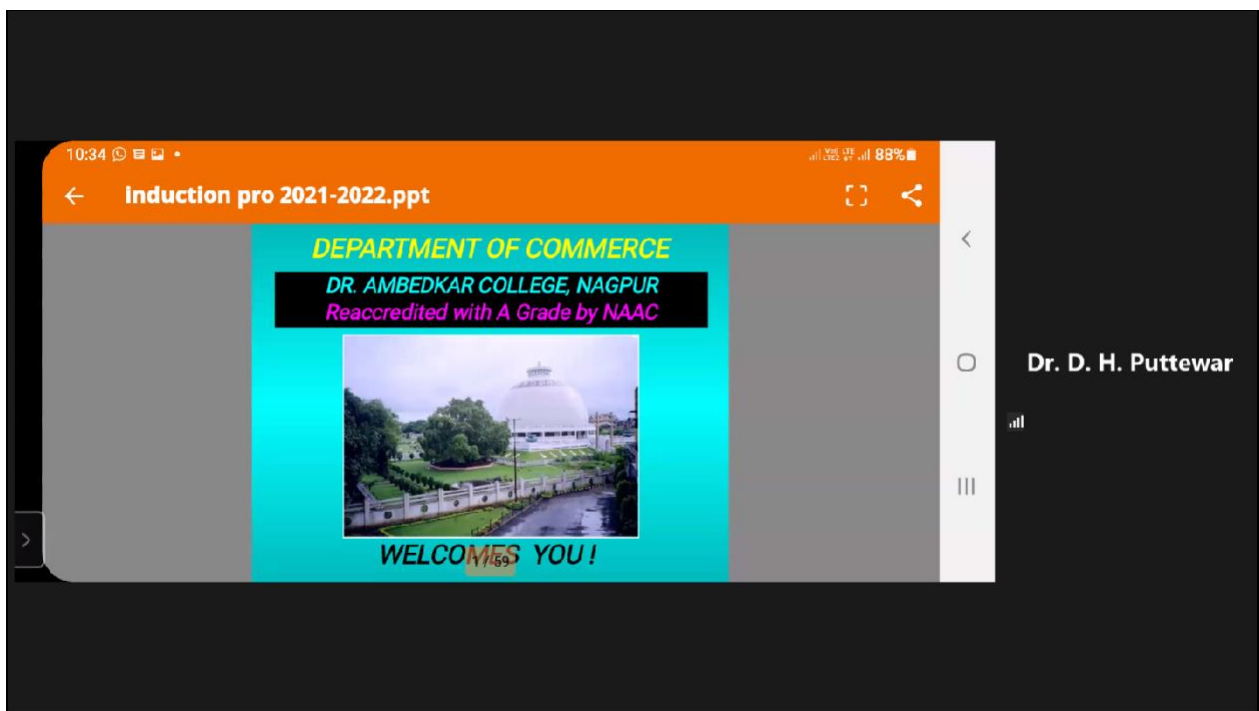 10:34
88%
Induction pro 2021-2022.ppt
DEPARTMENT OF COMMERCE
DR. AMBEDKAR COLLEGE, NAGPUR
Reaccredited with A Grade by NAAC
WELCOMES YOU !
1 / 59
Dr. D. H. Puttewar